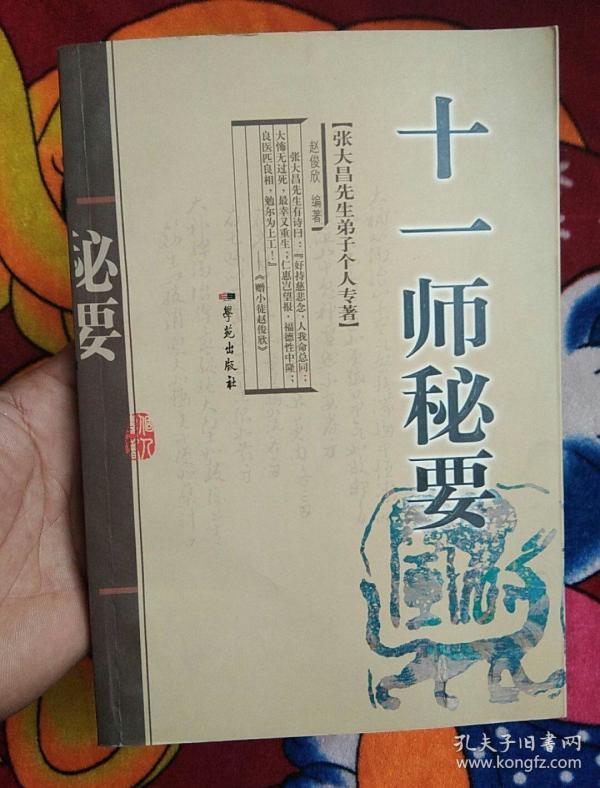 十一师秘要
【张大昌先生弟子个人专著】
赵俊欣 编著
张大昌先生有诗曰：“好持慈悲念，人我命总同；
大怖无过死，最幸又重生；仁惠岂望报，福德性中隆；
良医匹良相，勉尔为上工！”
《赠小徒赵俊欣》
學苑出版社
秘要
孔夫子旧书网
www.kongfz.com